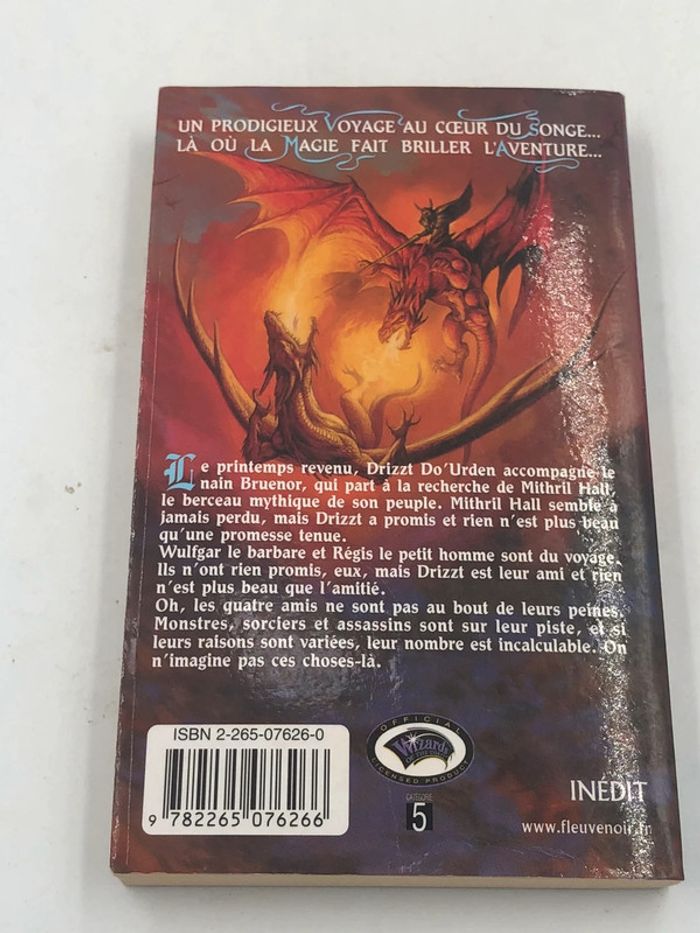 UN PRODIGIEUX VOYAGE AU CŒUR DU SONGE...
LÀ OÙ LA MAGIE FAIT BRILLER L'AVENTURE...
Le printemps revenu, Drizzt Do'Urden accompagne le
nain Bruenor, qui part à la recherche de Mithril Hall,
le berceau mythique de son peuple. Mithril Hall semble à
jamais perdu, mais Drizzt a promis et rien n'est plus beau
qu'une promesse tenue.
Wulfgar le barbare et Régis le petit homme sont du voyage.
Ils n'ont rien promis, eux, mais Drizzt est leur ami et rien
n'est plus beau que l'amitié.
Oh, les quatre amis ne sont pas au bout de leurs peines.
Monstres, sorciers et assassins sont sur leur piste, et si
leurs raisons sont variées, leur nombre est incalculable. On
n'imagine pas ces choses-là.
ISBN 2-265-07626-0
9 782265 076266
OFFICIAL
Wizards
OF THE COAST
LICENSED PRODUCT
CATÉGORIE
5
INÉDIT
www.fleuvenoir.fr